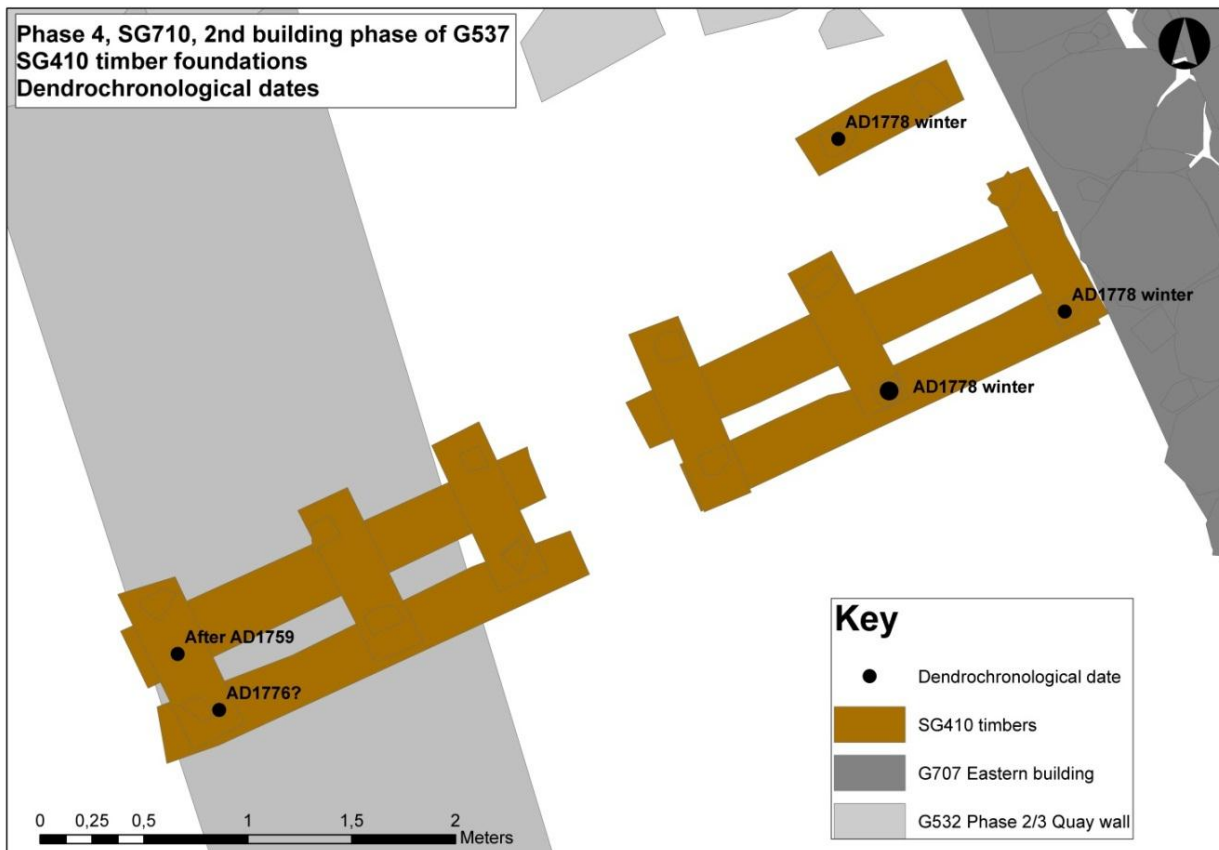 Phase 4, SG710, 2nd building phase of G537
SG410 timber foundations
Dendrochronological dates
AD1778 winter
AD1778 winter
AD1778 winter
After AD1759
AD1776?
Key
Dendrochronological date
SG410 timbers
G707 Eastern building
G532 Phase 2/3 Quay wall
0 0,25 0,5 1 1,5 2
Meters